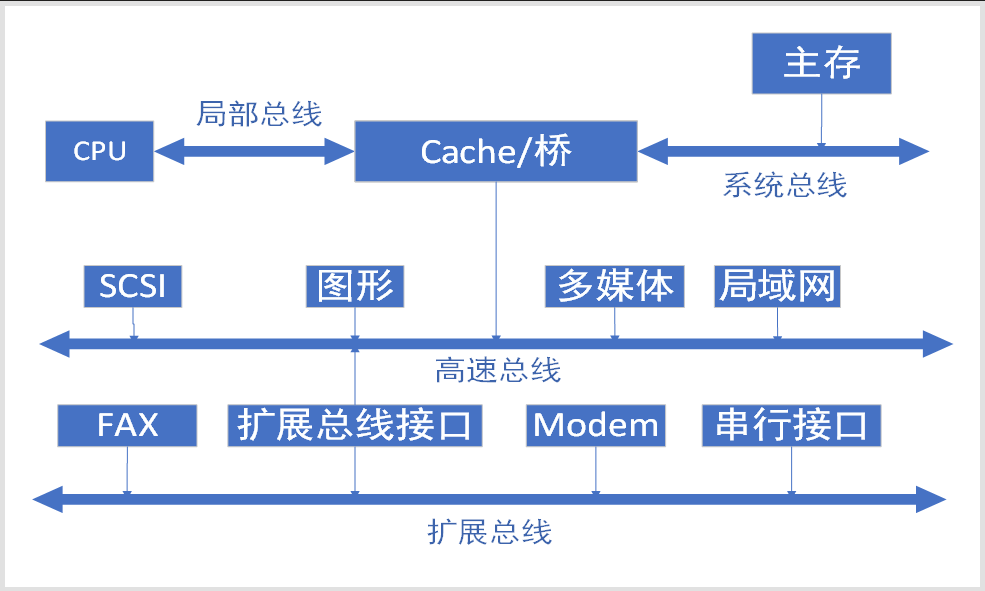 主存
局部总线
CPU
Cache/桥
系统总线
SCSI
图形
多媒体
局域网
高速总线
FAX
扩展总线接口
Modem
串行接口
扩展总线